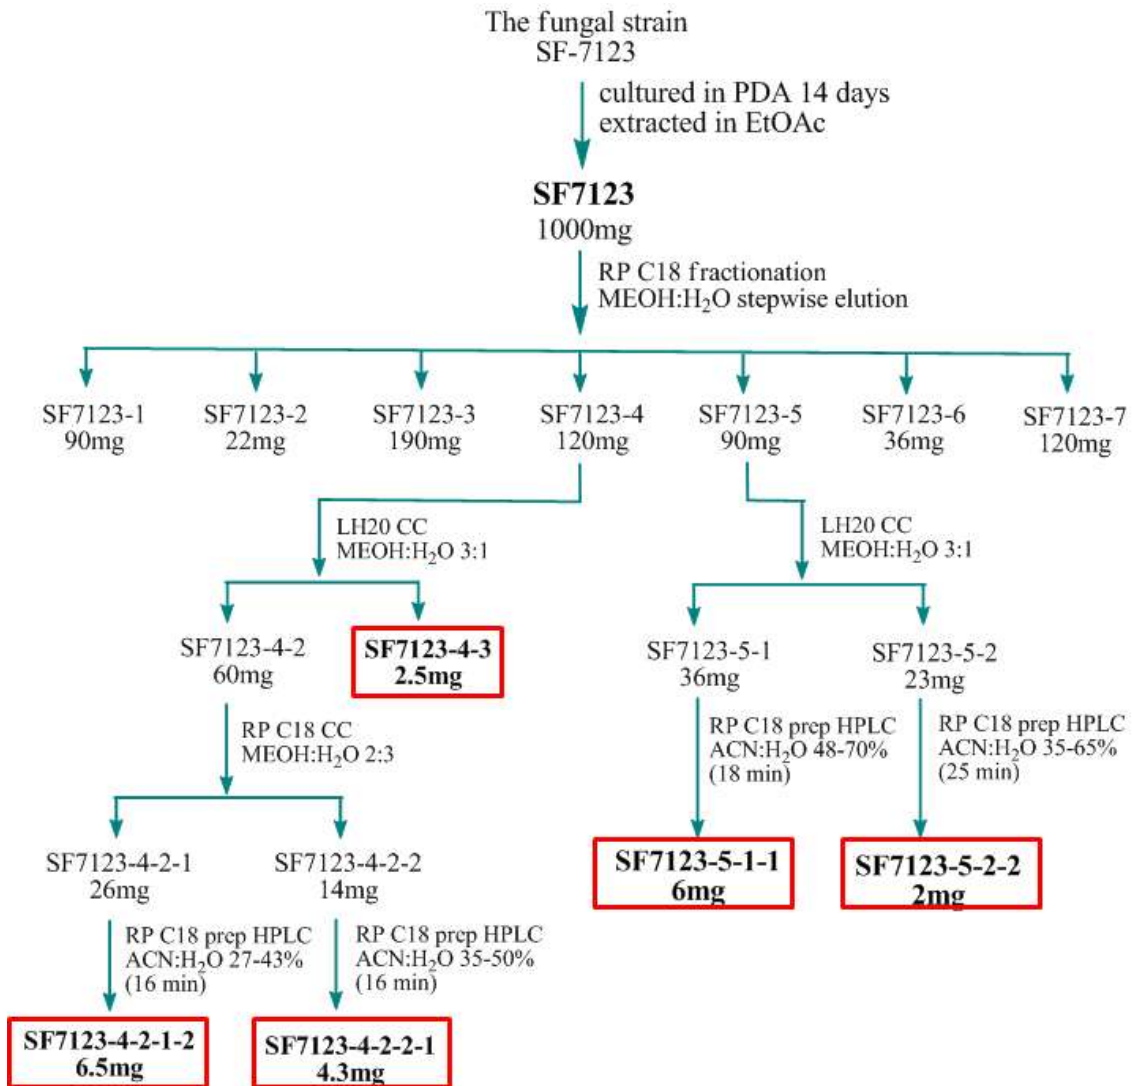 The fungal strain
SF-7123
cultured in PDA 14 days
extracted in EtOAc
SF7123
1000mg
RP C18 fractionation
MEOH:H₂O stepwise elution
SF7123-1
90mg
SF7123-2
22mg
SF7123-3
190mg
SF7123-4
120mg
SF7123-5
90mg
SF7123-6
36mg
SF7123-7
120mg
LH20 CC
MEOH:H₂O 3:1
LH20 CC
MEOH:H₂O 3:1
SF7123-4-2
60mg
SF7123-4-3
2.5mg
SF7123-5-1
36mg
SF7123-5-2
23mg
RP C18 CC
MEOH:H₂O 2:3
RP C18 prep HPLC
ACN:H₂O 48-70%
(18 min)
RP C18 prep HPLC
ACN:H₂O 35-65%
(25 min)
SF7123-4-2-1
26mg
SF7123-4-2-2
14mg
SF7123-5-1-1
6mg
SF7123-5-2-2
2mg
RP C18 prep HPLC
ACN:H₂O 27-43%
(16 min)
RP C18 prep HPLC
ACN:H₂O 35-50%
(16 min)
SF7123-4-2-1-2
6.5mg
SF7123-4-2-2-1
4.3mg